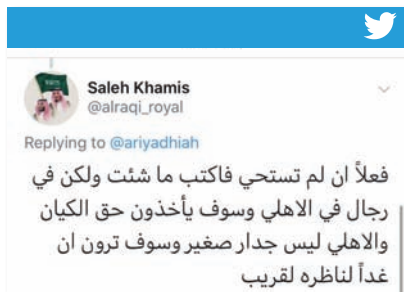 Saleh Khamis
@alraqi_royal
Replying to @ariyadhiah
فعلاً ان لم تستحي فاكتب ما شئت ولكن في
رجال في الاهلي وسوف يأخذون حق الكيان
والاهلي ليس جدار صغير وسوف ترون ان
غداً لناظره لقريب